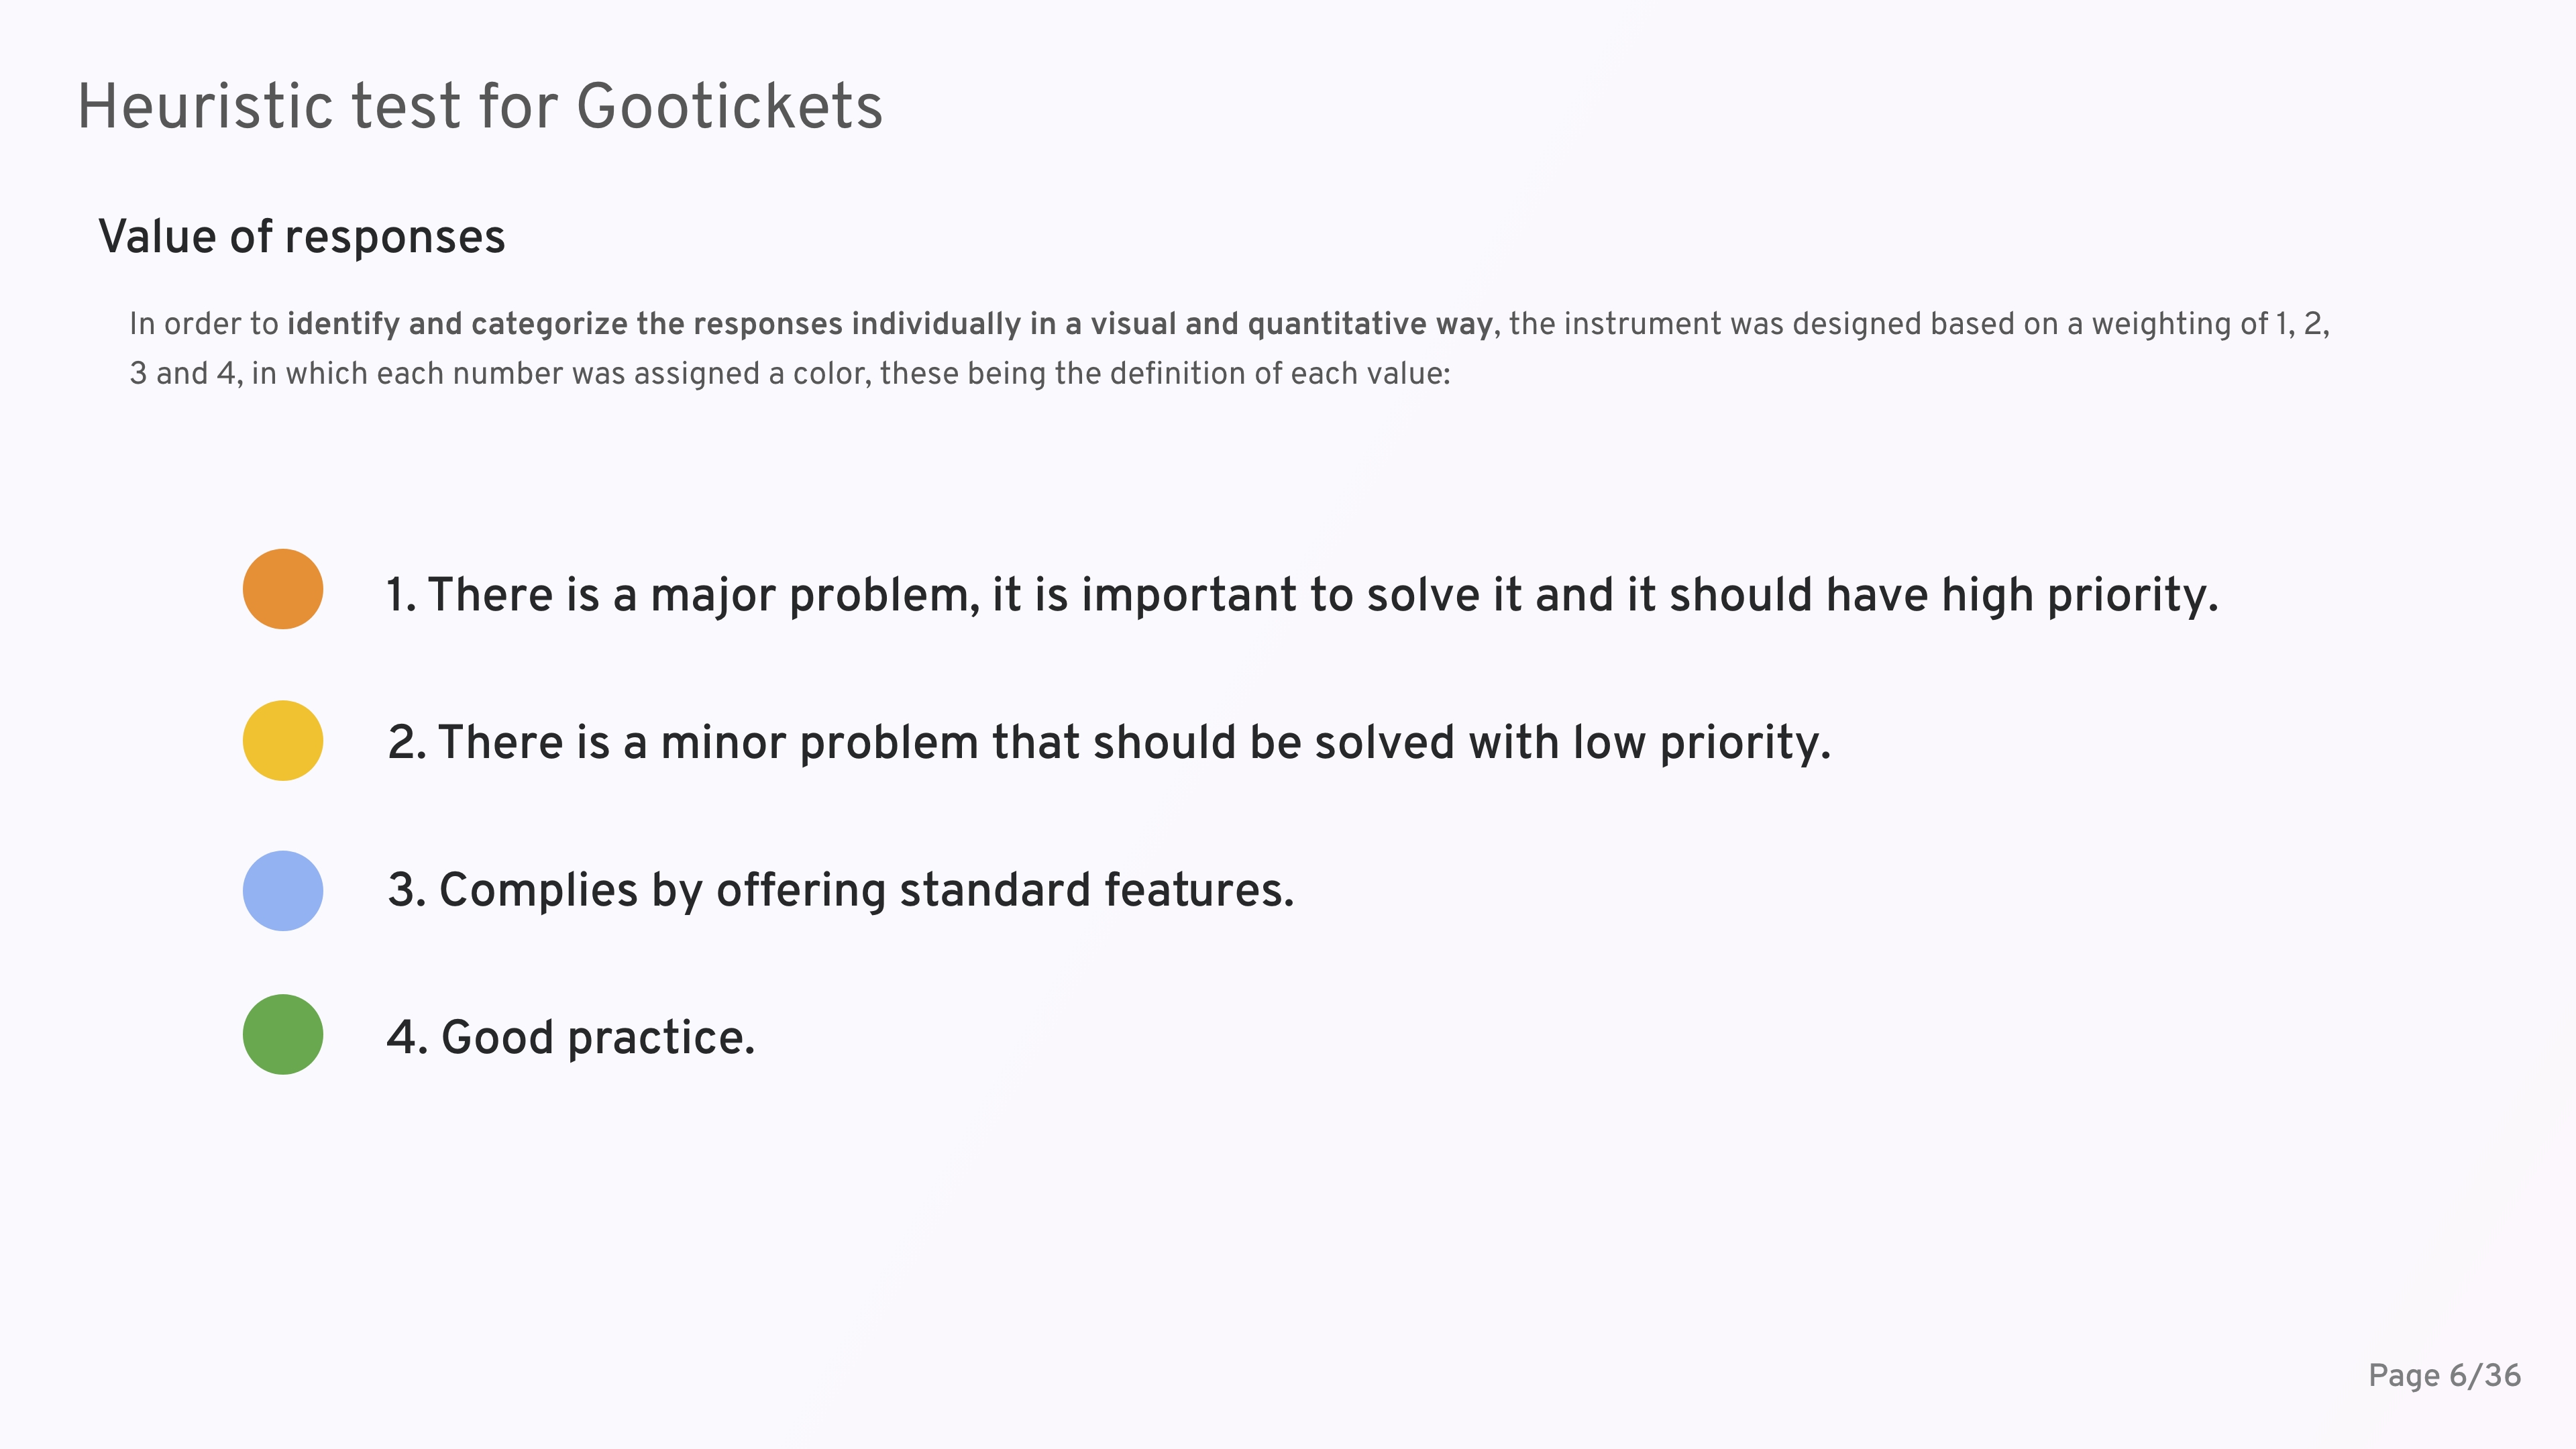 Heuristic test for Gootickets
Value of responses
In order to identify and categorize the responses individually in a visual and quantitative way, the instrument was designed based on a weighting of 1, 2,
3 and 4, in which each number was assigned a color, these being the definition of each value:
1. There is a major problem, it is important to solve it and it should have high priority.
2. There is a minor problem that should be solved with low priority.
3. Complies by offering standard features.
4. Good practice.
Page 6/36